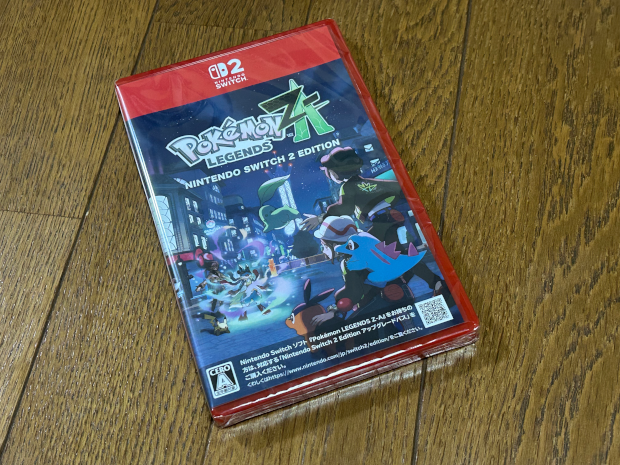 2
NINTENDO
SWITCH™
POKÉMON
LEGENDS
ZA
NINTENDO SWITCH 2 EDITION
Nintendo Switch ソフト『Pokémon LEGENDS Z-A』をお持ちの
方は、対応する「Nintendo Switch 2 Edition アップグレードパス」を
ご購入ください。
くわしくはhttps://www.nintendo.com/jp/switch2/edition/をご覧ください。
CERO
A